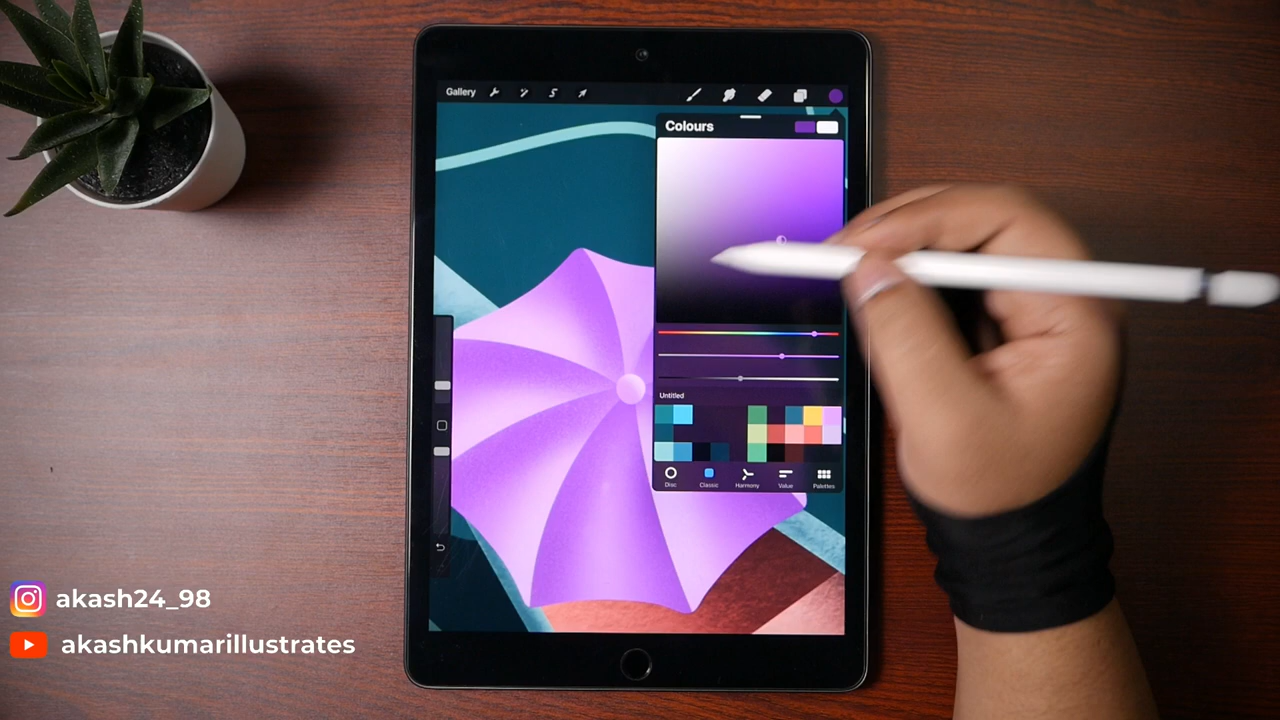 Gallery
Colours
Untitled
Disc
Classic
Harmony
Value
Palettes
akash24_98
akashkumarillustrates